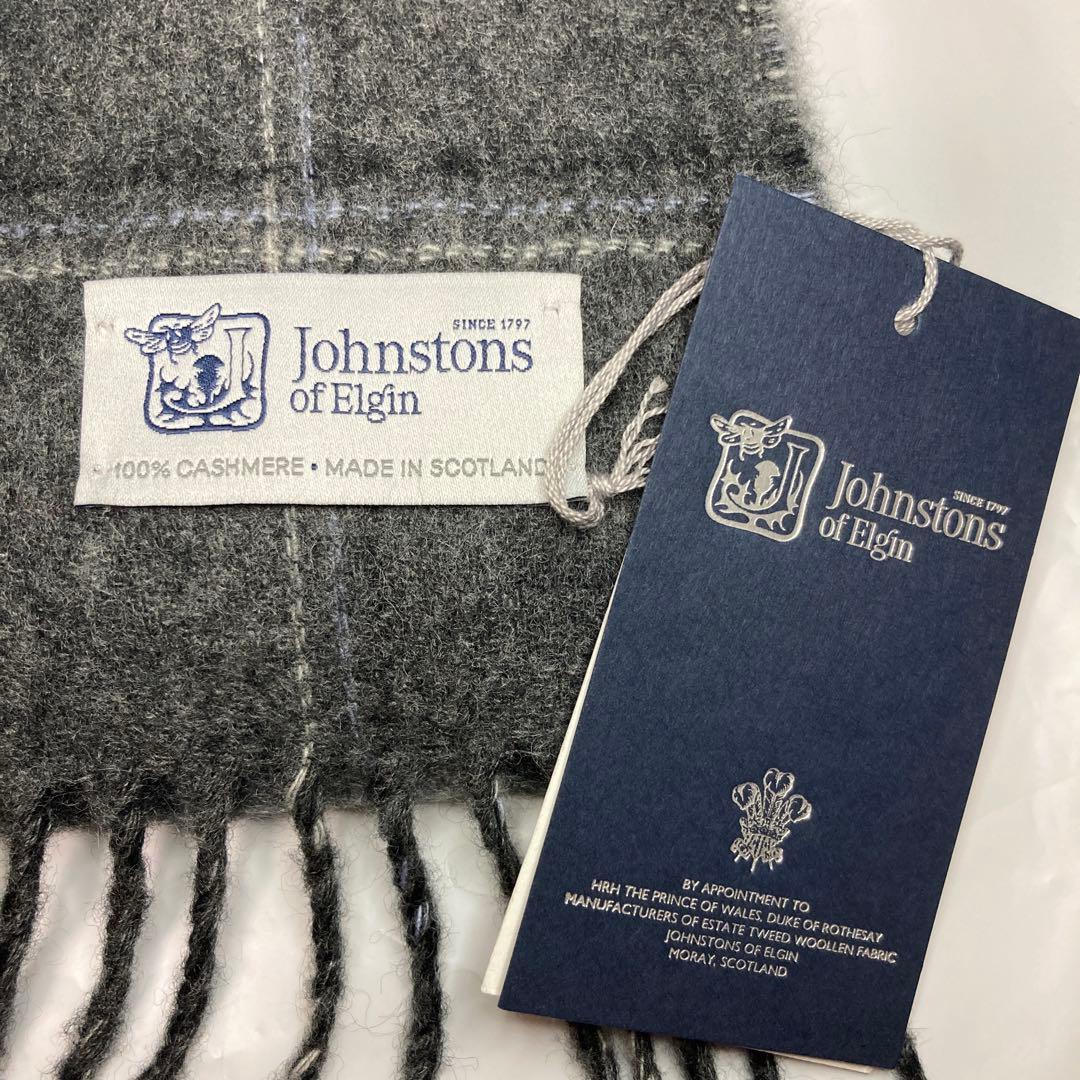 SINCE 1797
Johnstons
of Elgin
100% CASHMERE • MADE IN SCOTLAND
SINCE 1797
Johnstons
of Elgin
BY APPOINTMENT TO
HRH THE PRINCE OF WALES, DUKE OF ROTHESAY
MANUFACTURERS OF ESTATE TWEED WOOLLEN FABRIC
JOHNSTONS OF ELGIN
MORAY, SCOTLAND